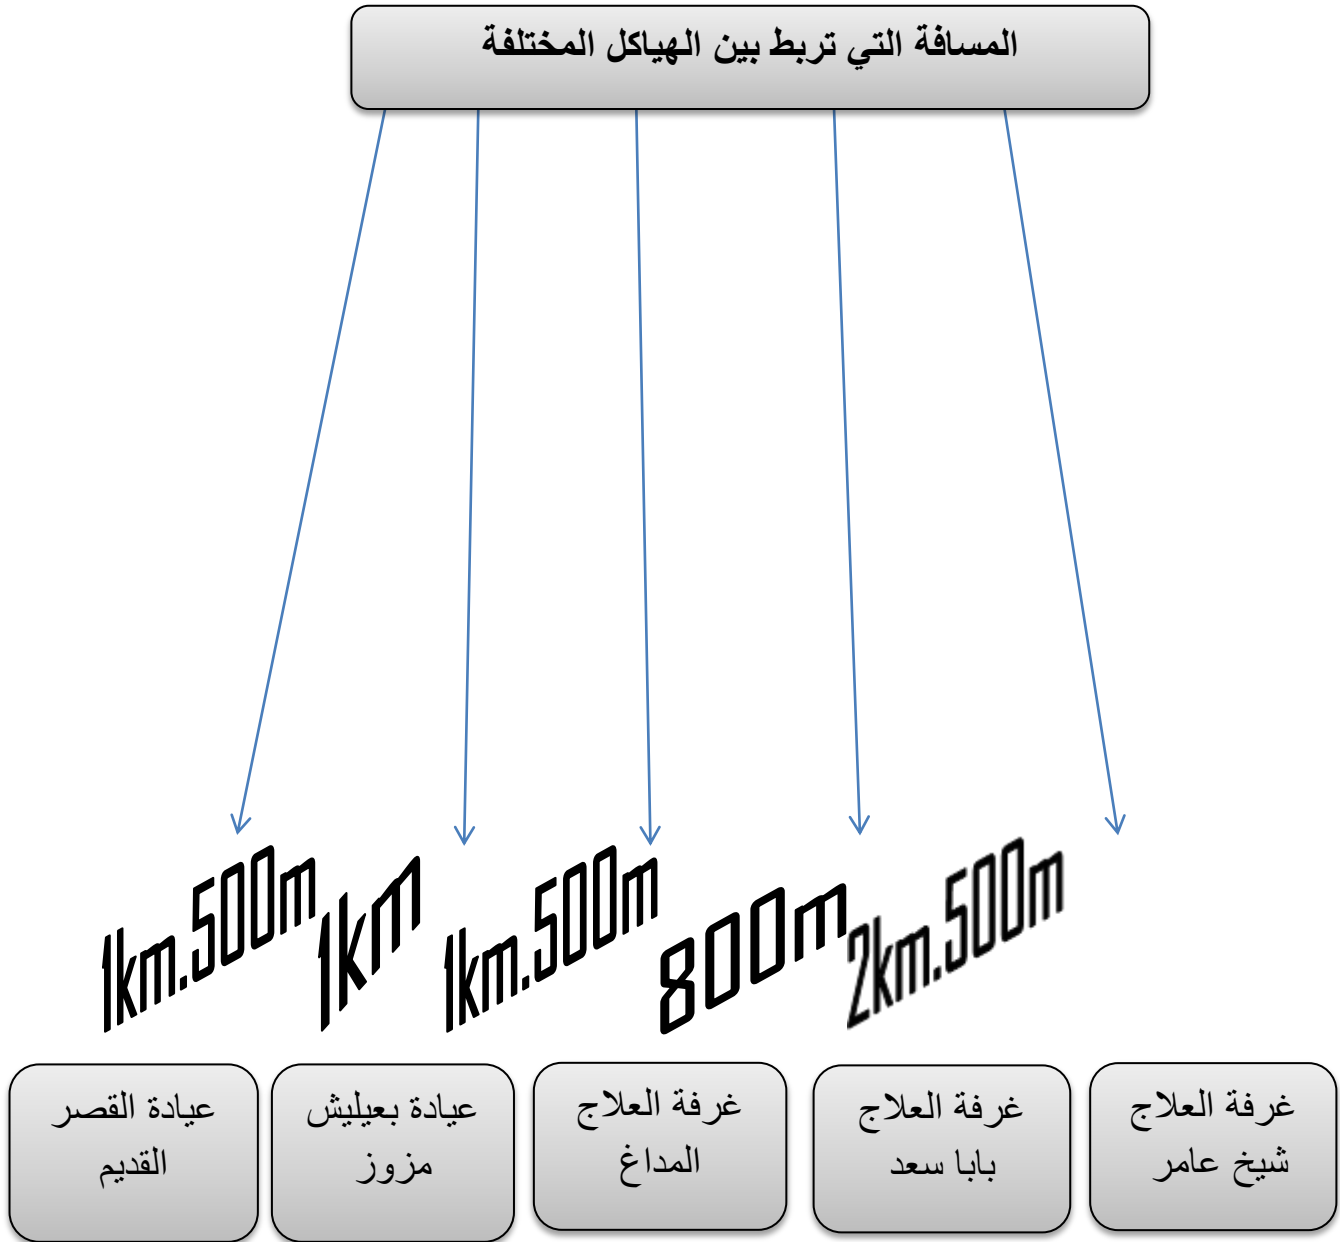 المسافة التي تربط بين الهياكل المختلفة
1km.500m
1km
1km.500m
800m
2km.500m
غرفة العلاج
شيخ عامر
غرفة العلاج
بابا سعد
غرفة العلاج
المداغ
عيادة بعيليش
مزوز
عيادة القصر
القديم